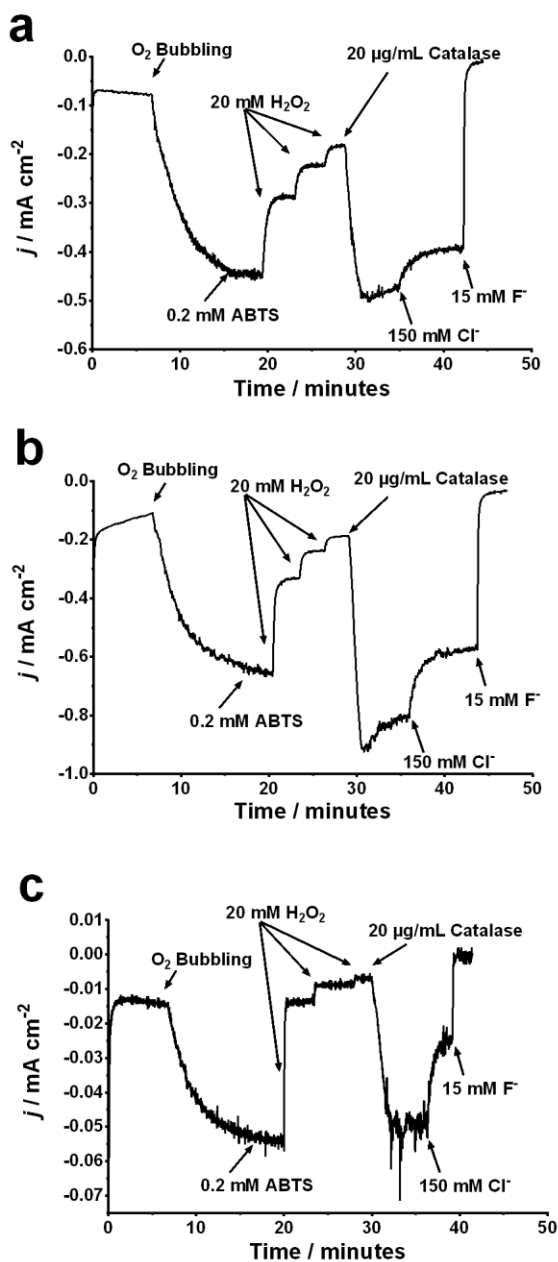 a
O2 Bubbling
20 µg/mL Catalase
20 mM H2O2
0.2 mM ABTS
15 mM F-
150 mM Cl-
j / mA cm-2
0.0
-0.1
-0.2
-0.3
-0.4
-0.5
-0.6
0 10 20 30 40 50
Time / minutes
b
O2 Bubbling
20 mM H2O2
20 µg/mL Catalase
0.2 mM ABTS
15 mM F-
150 mM Cl-
j / mA cm-2
0.0
-0.2
-0.4
-0.6
-0.8
-1.0
0 10 20 30 40 50
Time / minutes
c
20 mM H2O2
20 µg/mL Catalase
O2 Bubbling
0.2 mM ABTS
15 mM F-
150 mM Cl-
j / mA cm-2
0.01
0.00
-0.01
-0.02
-0.03
-0.04
-0.05
-0.06
-0.07
0 10 20 30 40 50
Time / minutes